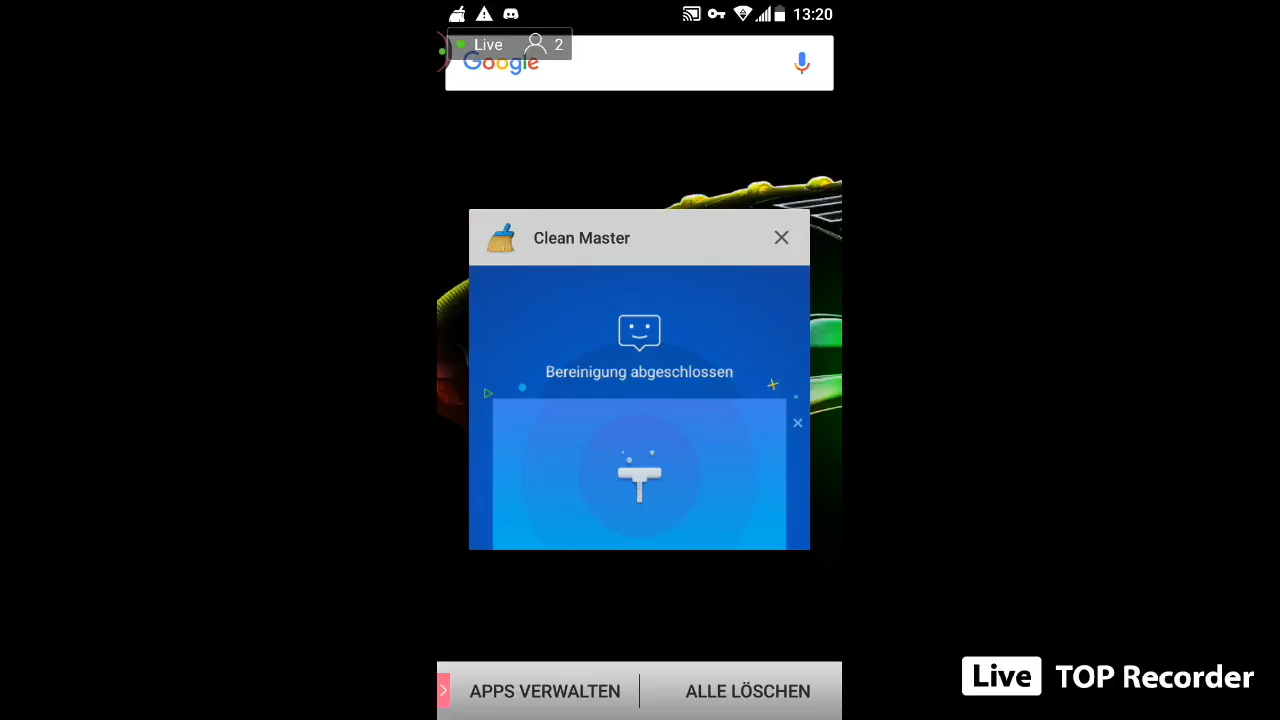 13:20
Live 2
Google
Clean Master
Bereinigung abgeschlossen
APPS VERWALTEN
ALLE LÖSCHEN
Live TOP Recorder